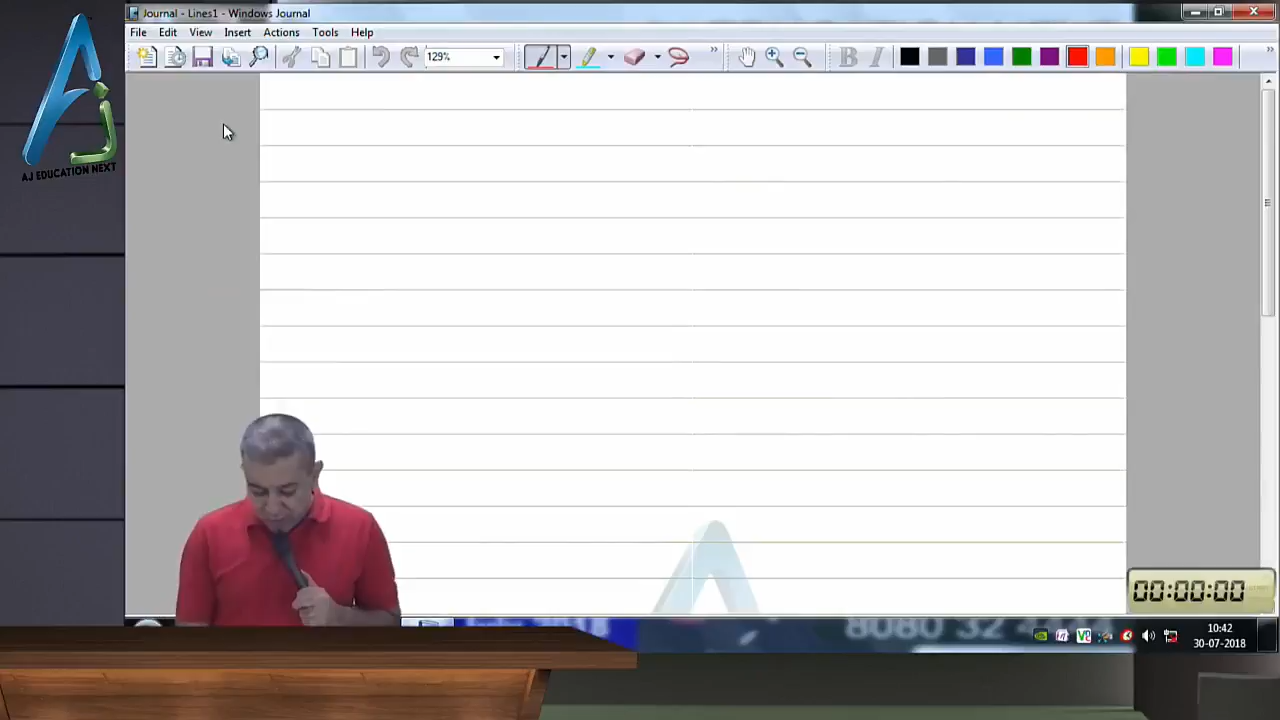 Journal - Lines1 - Windows Journal
File Edit View Insert Actions Tools Help
129%
AJ EDUCATION NEXT
00:00:00
8080 32
10:42
30-07-2018